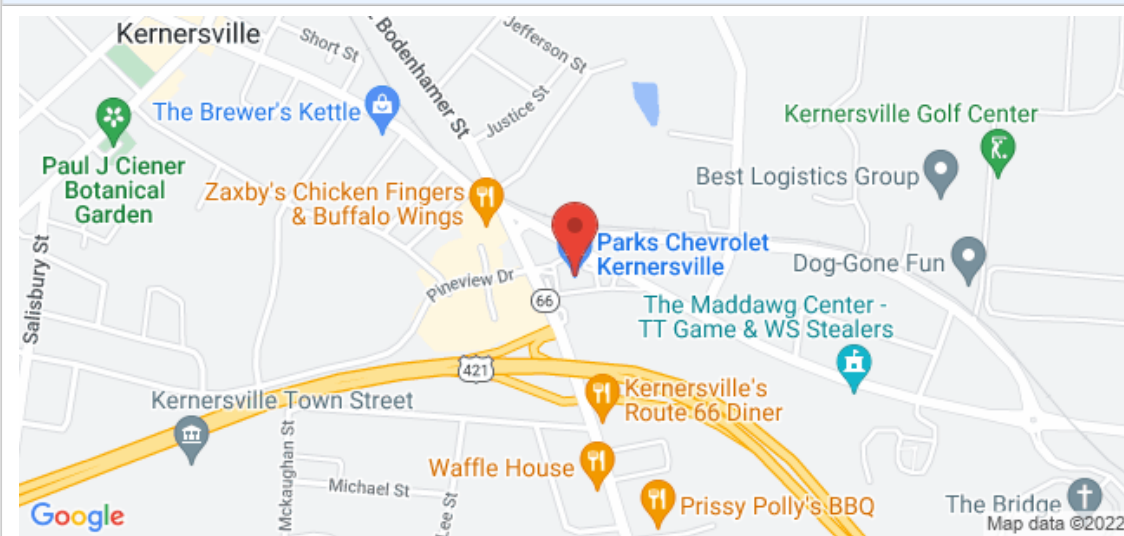 Kernersville
Short St
Bodenhamer St
Jefferson St
Justice St
The Brewer's Kettle
Kernersville Golf Center
Paul J Ciener
Botanical
Garden
Best Logistics Group
Zaxby's Chicken Fingers
& Buffalo Wings
Parks Chevrolet
Kernersville
Dog-Gone Fun
Salisbury St
Pineview Dr
66
The Maddawg Center -
TT Game & WS Stealers
421
Kernersville's
Route 66 Diner
Kernersville Town Street
Mckaughan St
Waffle House
Michael St
Lee St
Prissy Polly's BBQ
The Bridge
Google
Map data ©2022